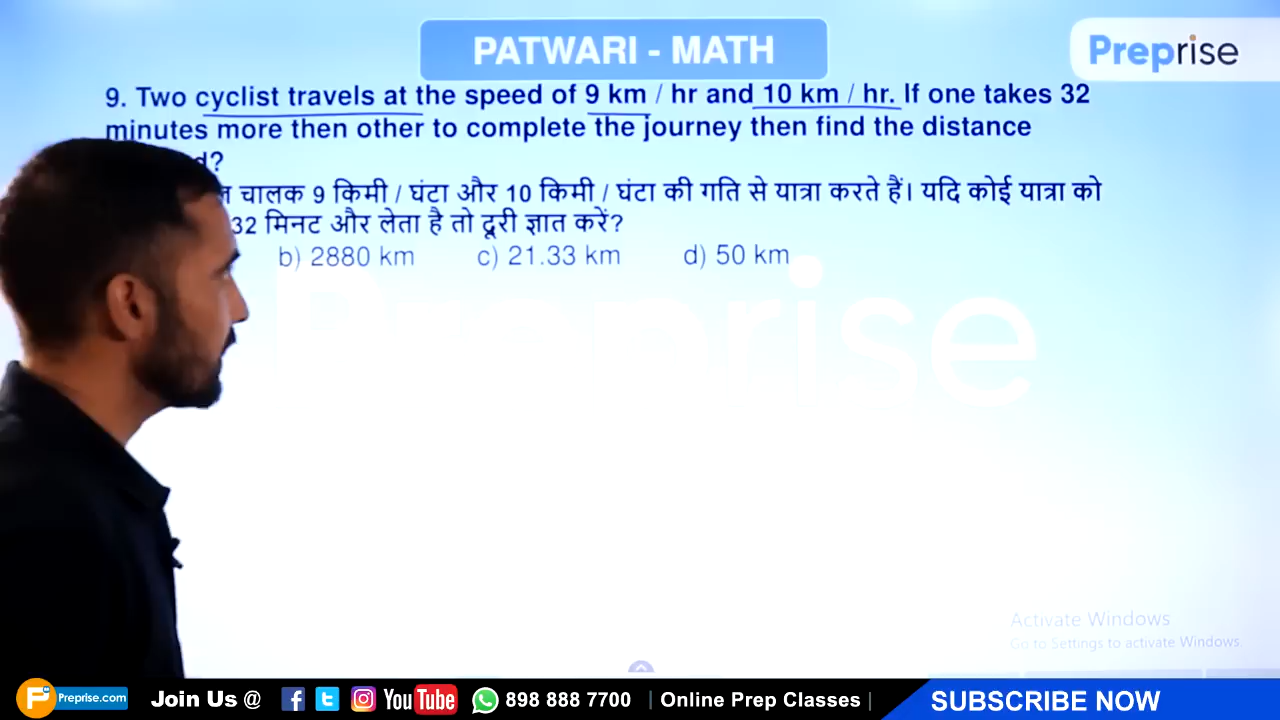 PATWARI - MATH
Preprise
9. Two cyclist travels at the speed of 9 km / hr and 10 km / hr. If one takes 32
minutes more then other to complete the journey then find the distance
d?
चालक 9 किमी / घंटा और 10 किमी / घंटा की गति से यात्रा करते हैं। यदि कोई यात्रा को
32 मिनट और लेता है तो दूरी ज्ञात करें?
b) 2880 km c) 21.33 km d) 50 km
Preprise
Activate Windows
Go to Settings to activate Windows.
Preprise.com Join Us @ YouTube 898 888 7700 | Online Prep Classes | SUBSCRIBE NOW